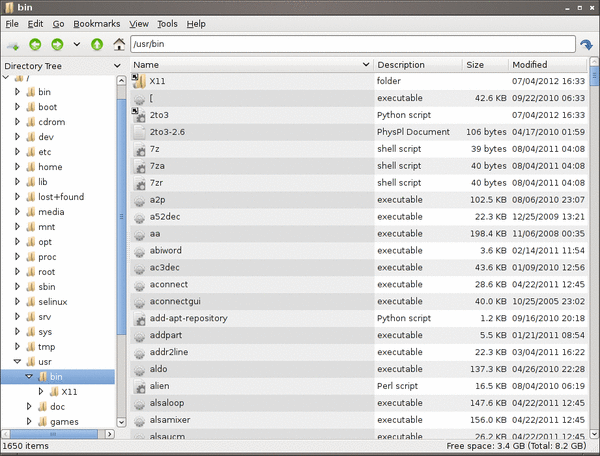 bin
File Edit Go Bookmarks View Tools Help
/usr/bin
Directory Tree
/
bin
boot
cdrom
dev
etc
home
lib
lost+found
media
mnt
opt
proc
root
sbin
selinux
srv
sys
tmp
usr
bin
X11
doc
games
Name Description Size Modified
X11 folder 07/04/2012 16:33
[ executable 42.6 KB 09/22/2010 06:33
2to3 Python script 07/04/2012 16:33
2to3-2.6 PhysPl Document 106 bytes 04/17/2010 01:59
7z shell script 39 bytes 08/04/2011 04:08
7za shell script 40 bytes 08/04/2011 04:08
7zr shell script 40 bytes 08/04/2011 04:08
a2p executable 102.5 KB 08/06/2010 23:07
a52dec executable 22.3 KB 12/25/2009 13:21
aa executable 198.4 KB 11/06/2008 00:35
abiword executable 3.6 KB 02/14/2011 11:54
ac3dec executable 43.6 KB 01/09/2010 12:56
aconnect executable 28.6 KB 04/22/2011 12:45
aconnectgui executable 40.0 KB 10/25/2005 23:02
add-apt-repository Python script 1.2 KB 09/16/2010 20:18
addpart executable 5.5 KB 01/21/2011 08:54
addr2line executable 22.3 KB 03/04/2011 16:22
aldo executable 137.3 KB 04/26/2010 22:28
alien Perl script 16.5 KB 08/04/2010 06:19
alsaloop executable 147.6 KB 04/22/2011 12:45
alsamixer executable 156.0 KB 04/22/2011 12:45
alsaucm executable 26.2 KB 04/22/2011 12:45
1650 items Free space: 3.4 GB (Total: 8.2 GB)